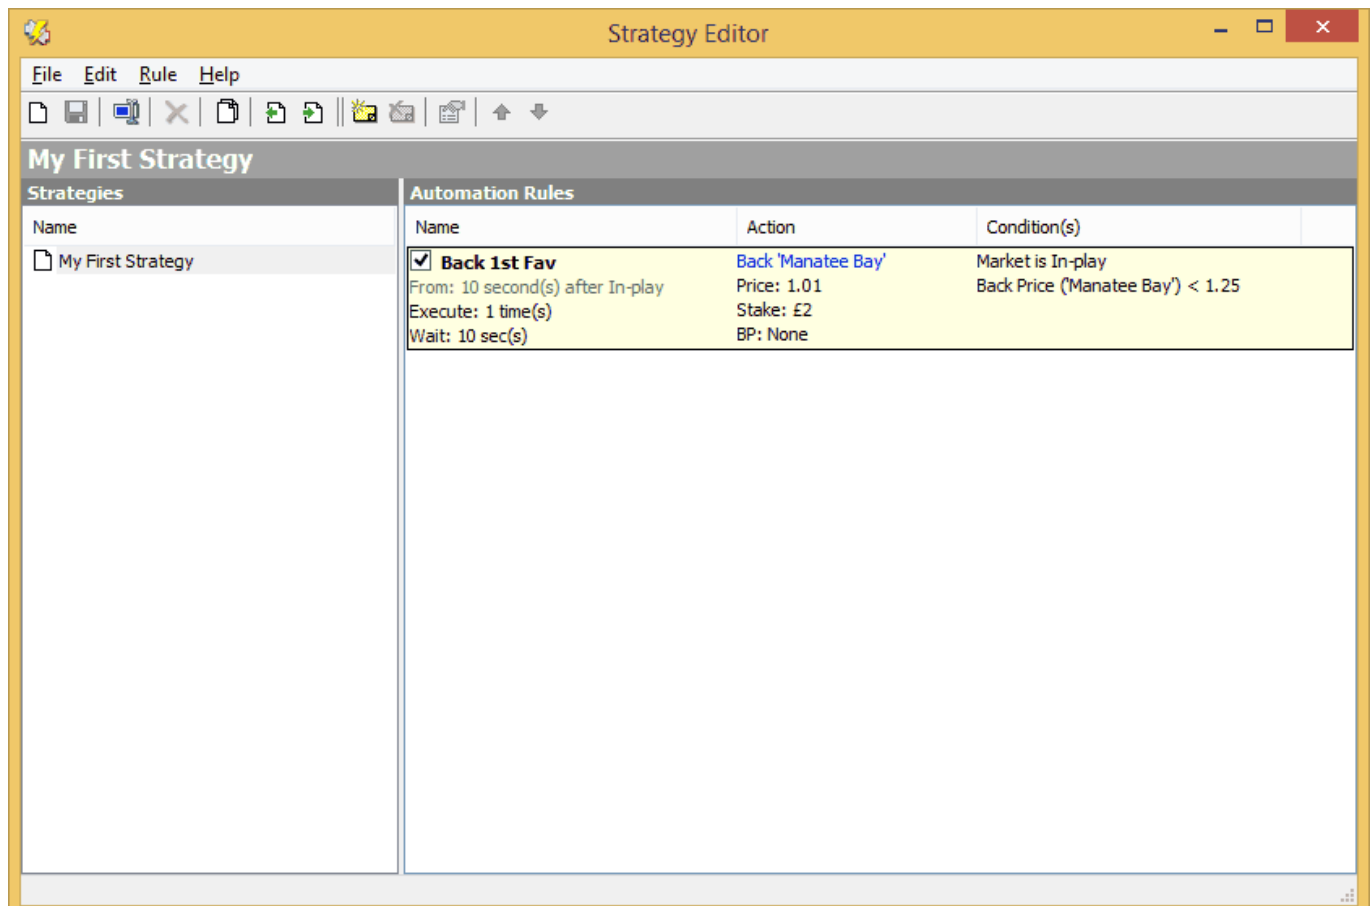 Strategy Editor
File Edit Rule Help
My First Strategy
Strategies
Automation Rules
Name
Name Action Condition(s)
My First Strategy
Back 1st Fav Back 'Manatee Bay' Market is In-play
From: 10 second(s) after In-play Price: 1.01 Back Price ('Manatee Bay') < 1.25
Execute: 1 time(s) Stake: £2
Wait: 10 sec(s) BP: None